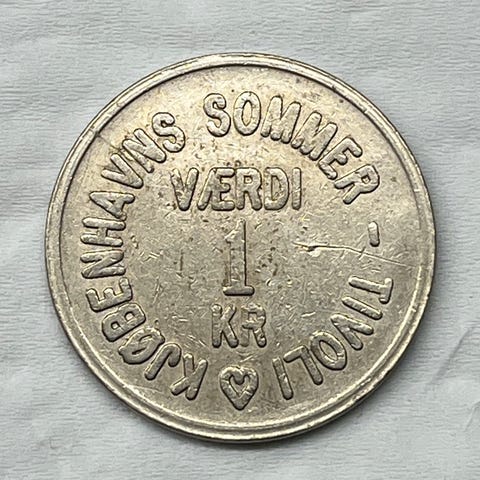 KJØBENHAVNS SOMMER - TIVOLI
VÆRDI
1
KR